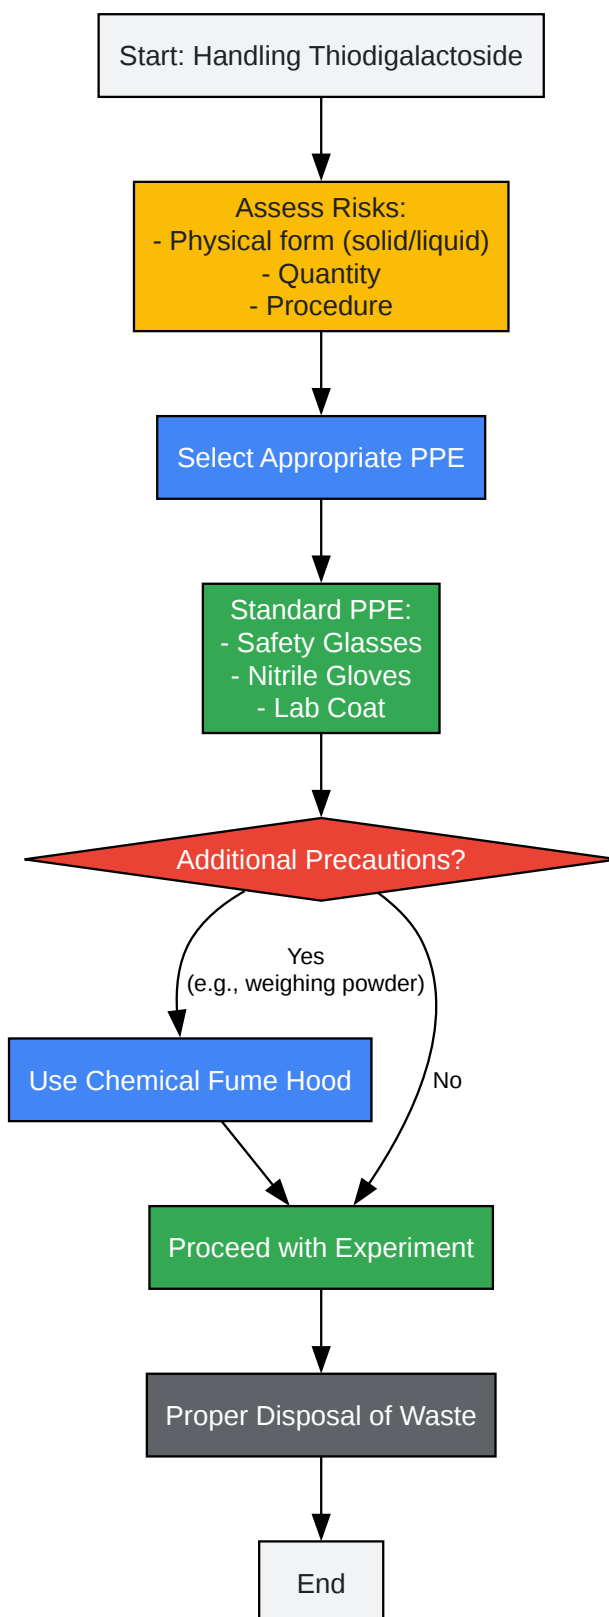 Start: Handling Thiodigalactoside
Assess Risks:
- Physical form (solid/liquid)
- Quantity
- Procedure
Select Appropriate PPE
Standard PPE:
- Safety Glasses
- Nitrile Gloves
- Lab Coat
Additional Precautions?
Yes
(e.g., weighing powder)
Use Chemical Fume Hood
No
Proceed with Experiment
Proper Disposal of Waste
End